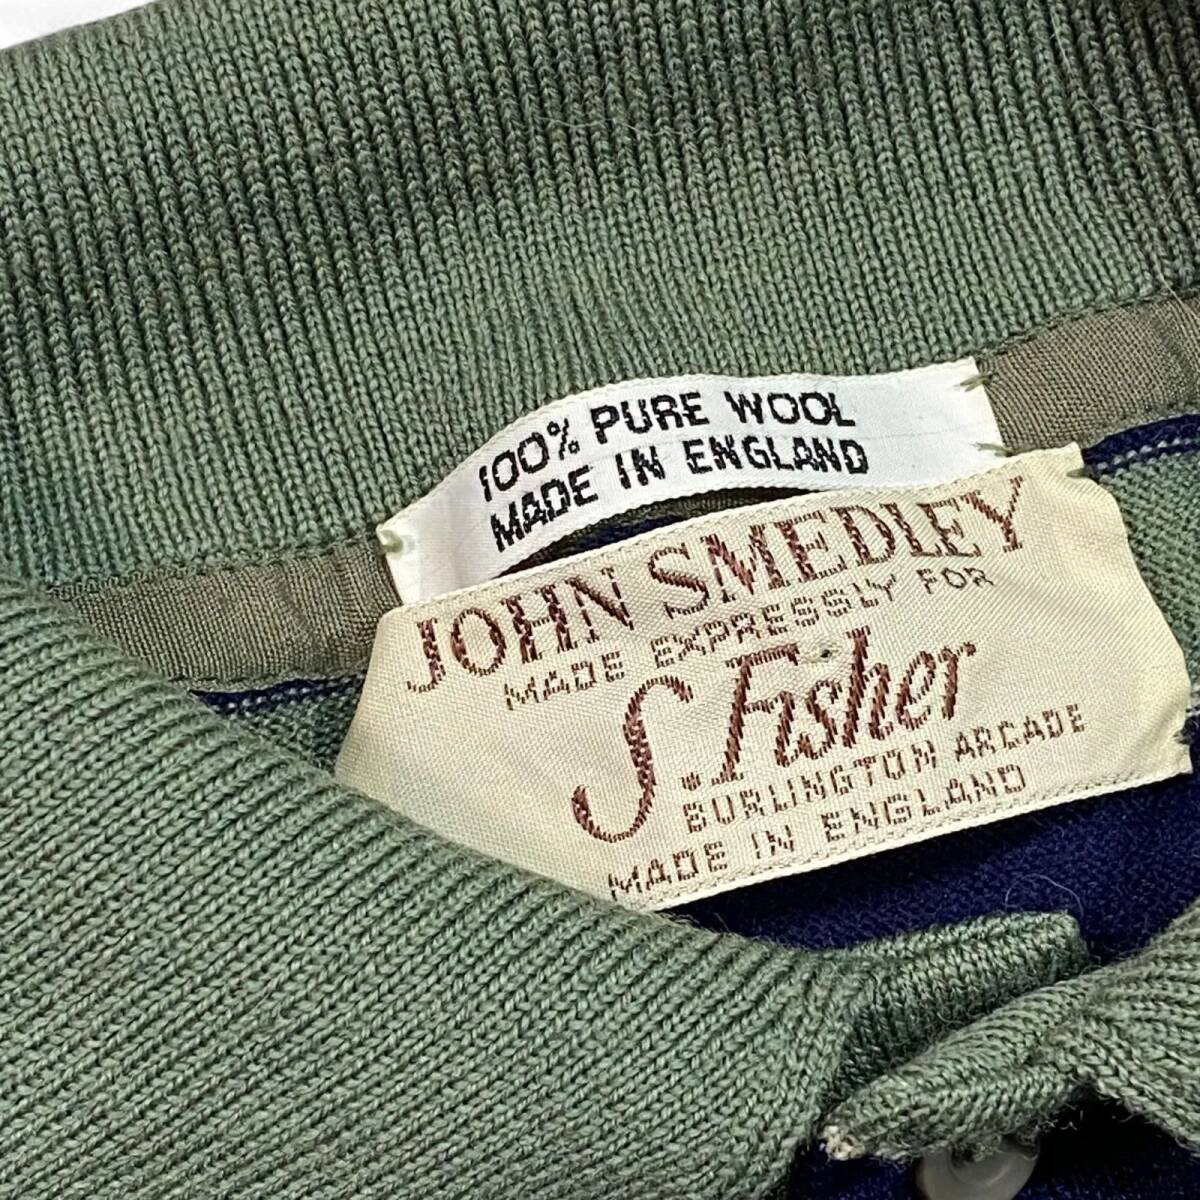 100% PURE WOOL
MADE IN ENGLAND
JOHN SMEDLEY
MADE EXPRESSLY FOR
S. Fisher
BURLINGTON ARCADE
MADE IN ENGLAND